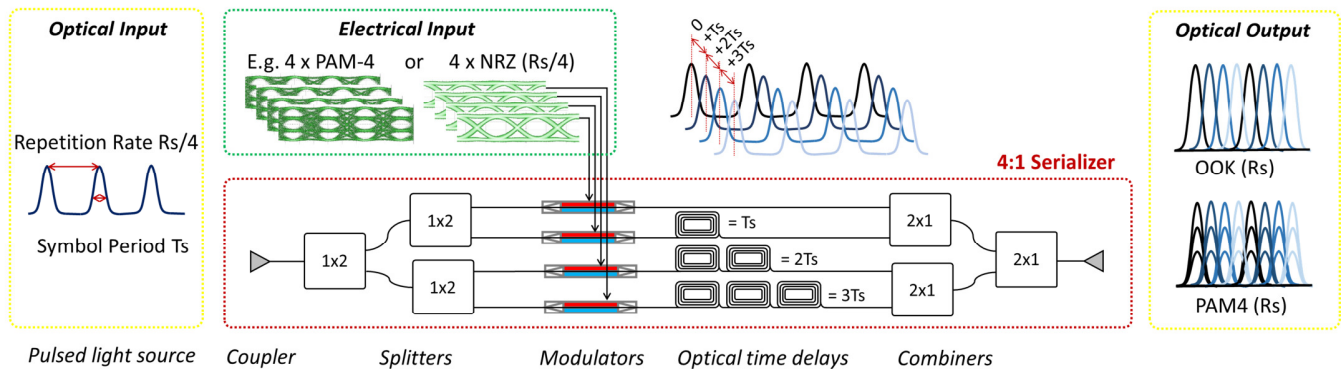 Optical Input
Repetition Rate Rs/4
Symbol Period Ts
Electrical Input
E.g. 4 x PAM-4 or 4 x NRZ (Rs/4)
0
+Ts
+2Ts
+3Ts
4:1 Serializer
1x2
1x2
1x2
= Ts
= 2Ts
= 3Ts
2x1
2x1
2x1
Optical Output
OOK (Rs)
PAM4 (Rs)
Pulsed light source Coupler Splitters Modulators Optical time delays Combiners